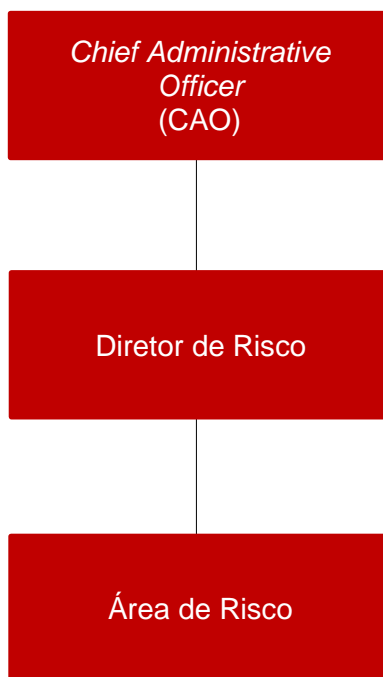 Chief Administrative
Officer
(CAO)
Diretor de Risco
Área de Risco